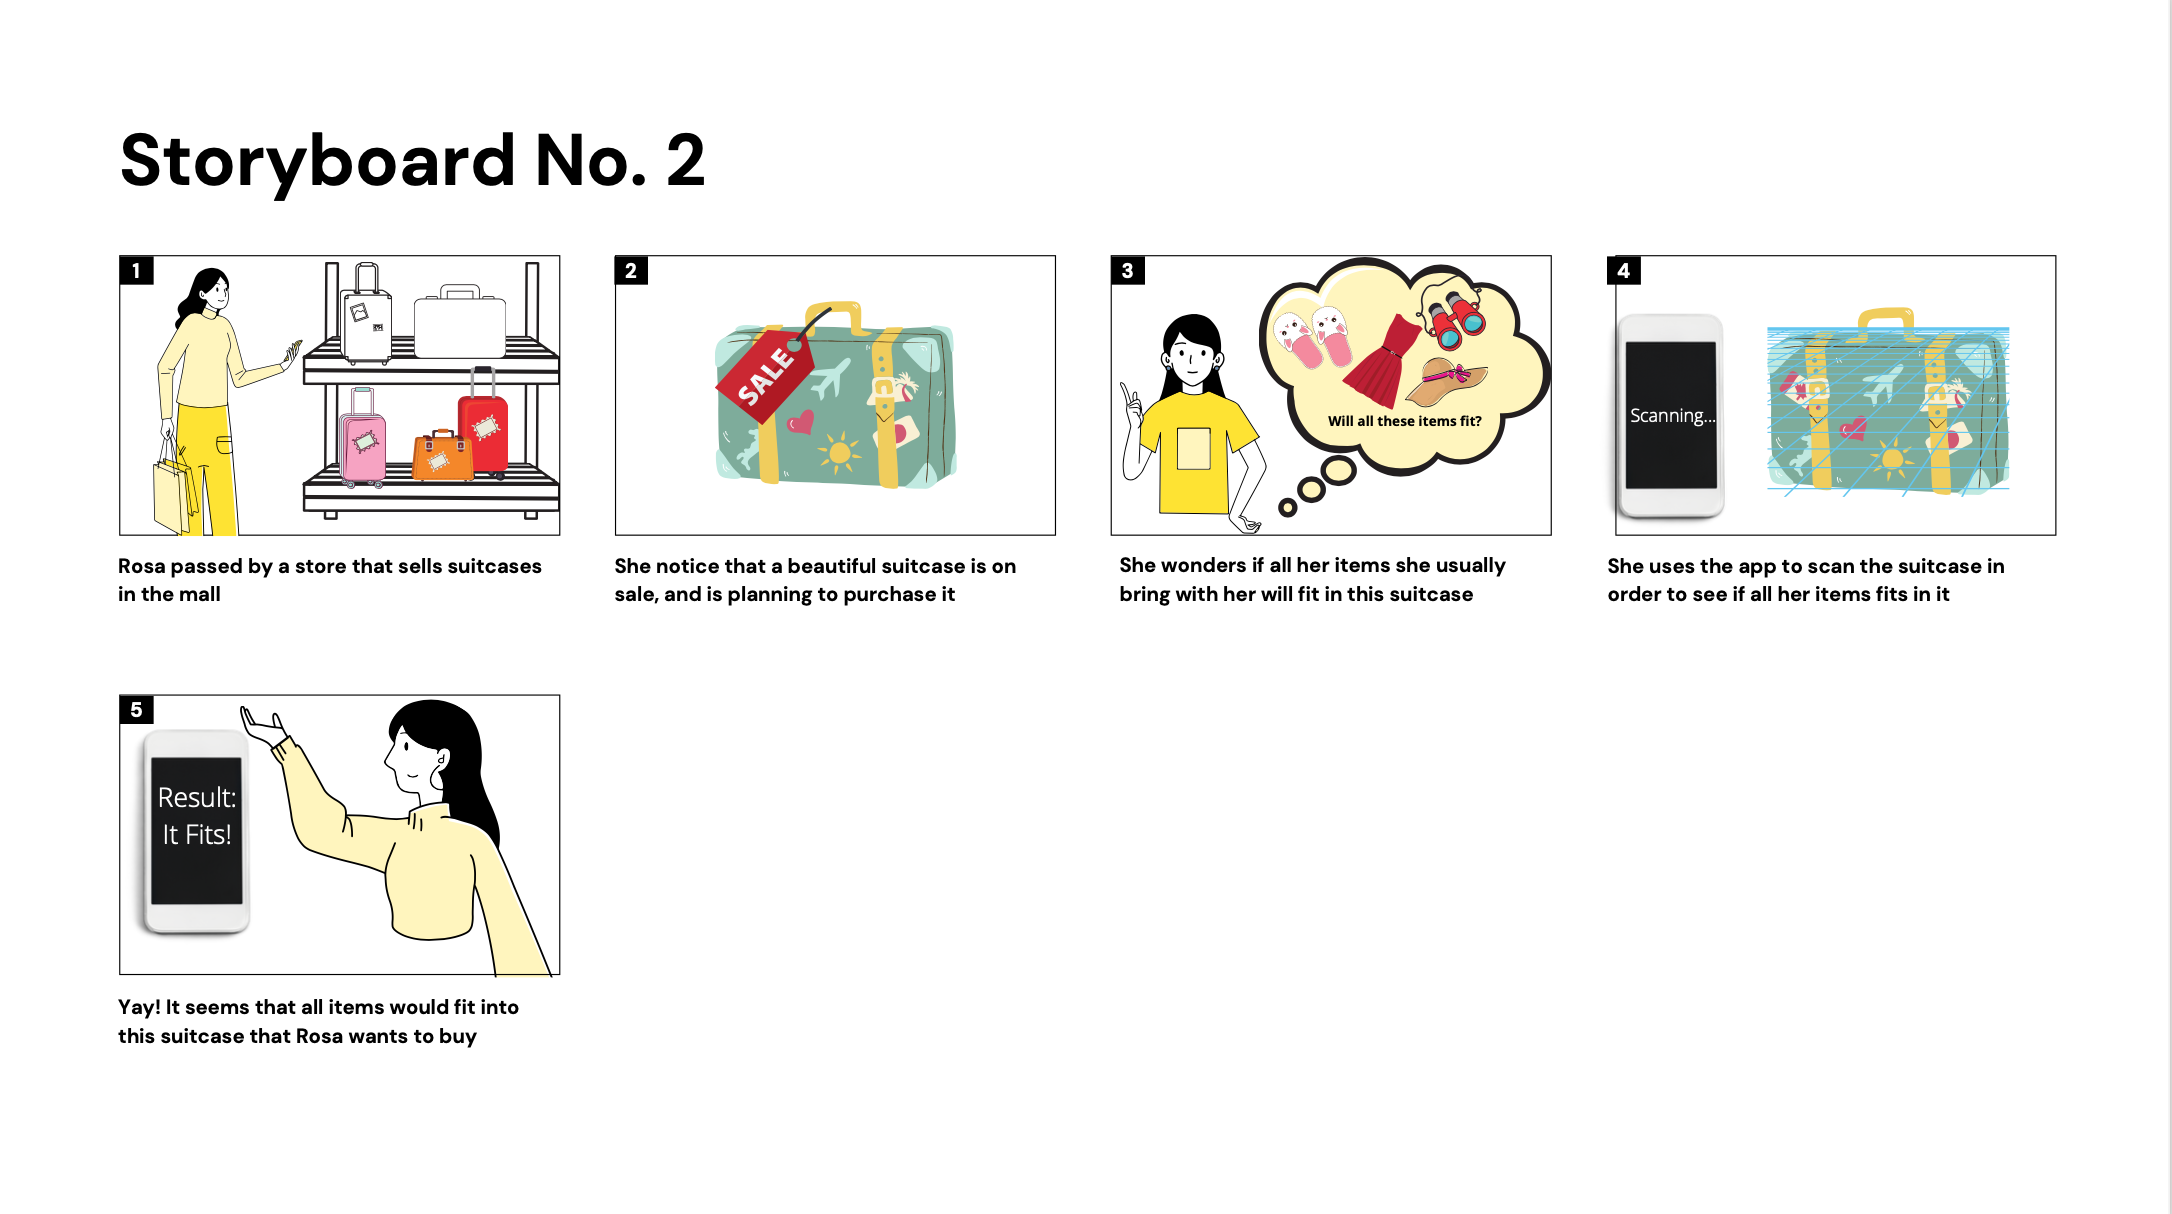 Storyboard No. 2
1
Rosa passed by a store that sells suitcases
in the mall
2
SALE
She notice that a beautiful suitcase is on
sale, and is planning to purchase it
3
Will all these items fit?
She wonders if all her items she usually
bring with her will fit in this suitcase
4
Scanning...
She uses the app to scan the suitcase in
order to see if all her items fits in it
5
Result:
It Fits!
Yay! It seems that all items would fit into
this suitcase that Rosa wants to buy